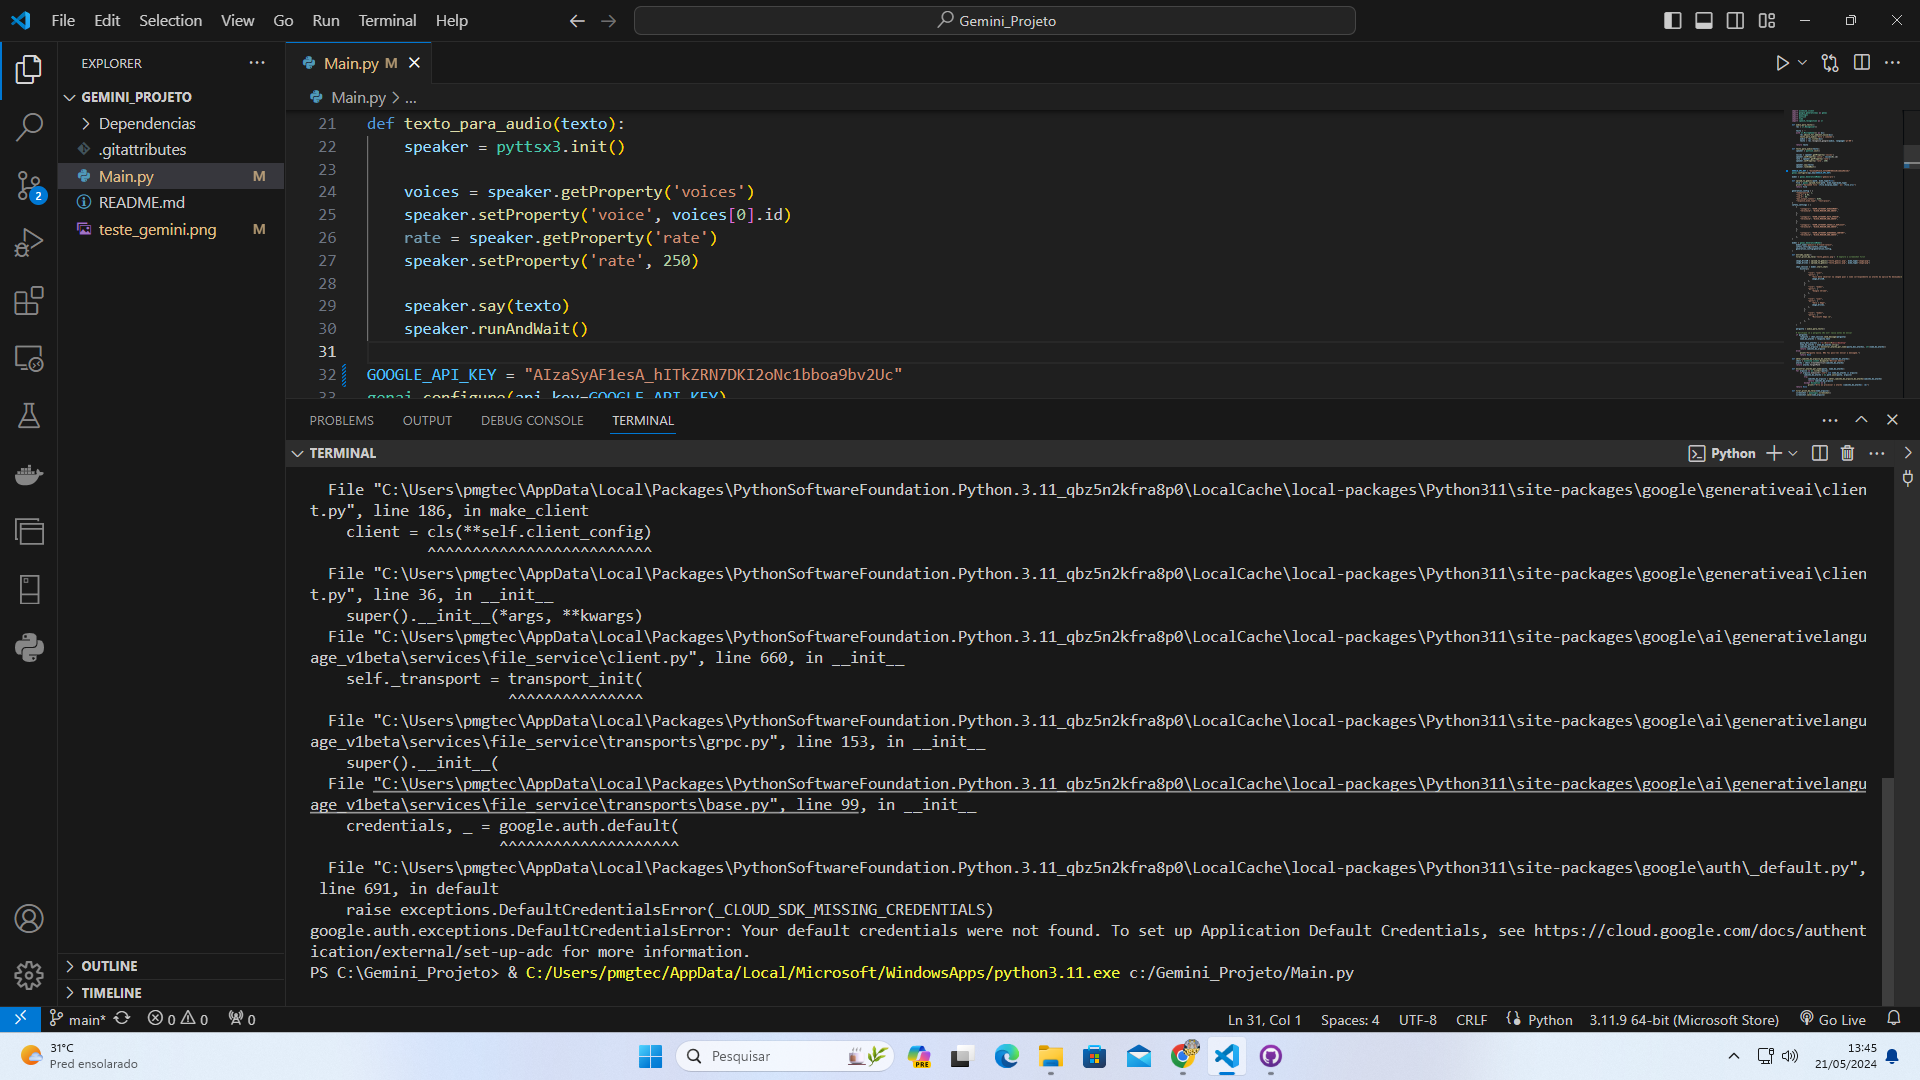 File Edit Selection View Go Run Terminal Help
Gemini_Projeto
EXPLORER
GEMINI_PROJETO
Dependencias
.gitattributes
Main.py M
README.md
teste_gemini.png M
2
OUTLINE
TIMELINE
Main.py M
Main.py > ...
21 def texto_para_audio(texto):
22 speaker = pyttsx3.init()
23
24 voices = speaker.getProperty('voices')
25 speaker.setProperty('voice', voices[0].id)
26 rate = speaker.getProperty('rate')
27 speaker.setProperty('rate', 250)
28
29 speaker.say(texto)
30 speaker.runAndWait()
31
32 GOOGLE_API_KEY = "AIzaSyAF1esA_hITkZRN7DKI2oNc1bboa9bv2Uc"
33 genai.configure(api_key=GOOGLE_API_KEY)
PROBLEMS OUTPUT DEBUG CONSOLE TERMINAL
TERMINAL
Python
File "C:\Users\pmgtec\AppData\Local\Packages\PythonSoftwareFoundation.Python.3.11_qbz5n2kfra8p0\LocalCache\local-packages\Python311\site-packages\google\generativeai\clien
t.py", line 186, in make_client
client = cls(**self.client_config)
^^^^^^^^^^^^^^^^^^^^^^^^^
File "C:\Users\pmgtec\AppData\Local\Packages\PythonSoftwareFoundation.Python.3.11_qbz5n2kfra8p0\LocalCache\local-packages\Python311\site-packages\google\generativeai\clien
t.py", line 36, in __init__
super().__init__(*args, **kwargs)
File "C:\Users\pmgtec\AppData\Local\Packages\PythonSoftwareFoundation.Python.3.11_qbz5n2kfra8p0\LocalCache\local-packages\Python311\site-packages\google\ai\generativelangu
age_v1beta\services\file_service\client.py", line 660, in __init__
self._transport = transport_init(
^^^^^^^^^^^^^^^
File "C:\Users\pmgtec\AppData\Local\Packages\PythonSoftwareFoundation.Python.3.11_qbz5n2kfra8p0\LocalCache\local-packages\Python311\site-packages\google\ai\generativelangu
age_v1beta\services\file_service\transports\grpc.py", line 153, in __init__
super().__init__(
File "C:\Users\pmgtec\AppData\Local\Packages\PythonSoftwareFoundation.Python.3.11_qbz5n2kfra8p0\LocalCache\local-packages\Python311\site-packages\google\ai\generativelangu
age_v1beta\services\file_service\transports\base.py", line 99, in __init__
credentials, _ = google.auth.default(
^^^^^^^^^^^^^^^^^^^^
File "C:\Users\pmgtec\AppData\Local\Packages\PythonSoftwareFoundation.Python.3.11_qbz5n2kfra8p0\LocalCache\local-packages\Python311\site-packages\google\auth\_default.py",
line 691, in default
raise exceptions.DefaultCredentialsError(_CLOUD_SDK_MISSING_CREDENTIALS)
google.auth.exceptions.DefaultCredentialsError: Your default credentials were not found. To set up Application Default Credentials, see https://cloud.google.com/docs/authent
ication/external/set-up-adc for more information.
PS C:\Gemini_Projeto> & C:/Users/pmgtec/AppData/Local/Microsoft/WindowsApps/python3.11.exe c:/Gemini_Projeto/Main.py
main* 0 0 0 Ln 31, Col 1 Spaces: 4 UTF-8 CRLF Python 3.11.9 64-bit (Microsoft Store) Go Live
31°C
Pred ensolarado
Pesquisar
PRE
13:45
21/05/2024